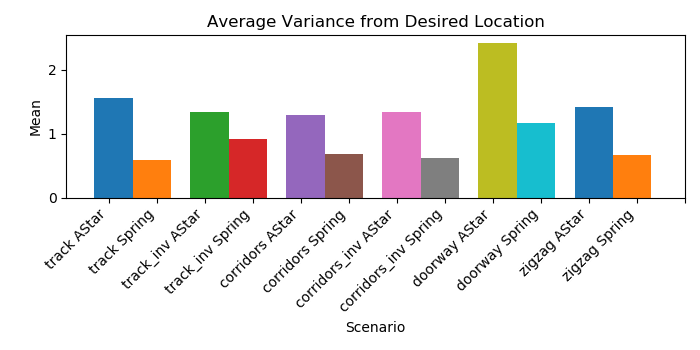 Average Variance from Desired Location
Mean
2
1
0
track AStar
track Spring
track_inv AStar
track_inv Spring
corridors AStar
corridors Spring
corridors_inv AStar
corridors_inv Spring
doorway AStar
doorway Spring
zigzag AStar
zigzag Spring
Scenario